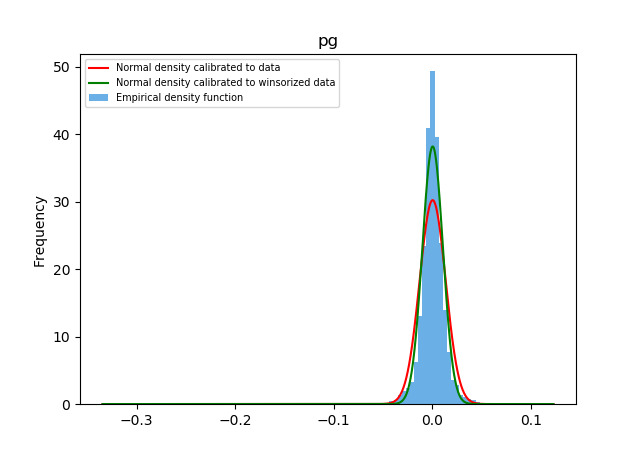 pg
Normal density calibrated to data
Normal density calibrated to winsorized data
Empirical density function
Frequency
50
40
30
20
10
0
−0.3 −0.2 −0.1 0.0 0.1